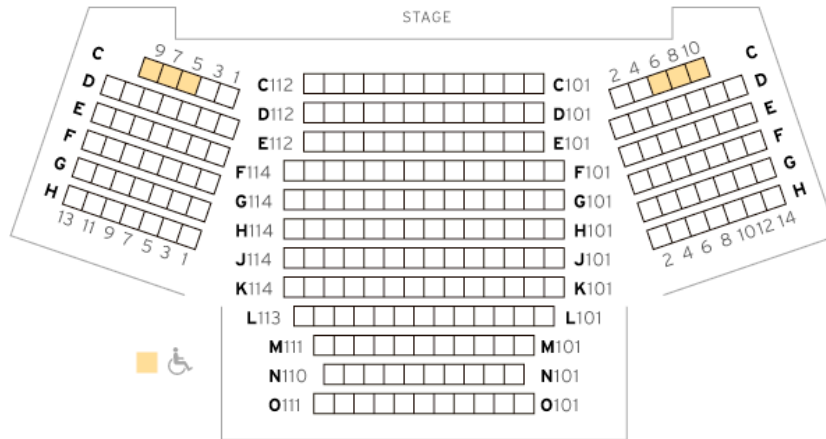 STAGE
C 9 7 5 3 1
D
E
F
G
H
13 11 9 7 5 3 1
C112 C101
D112 D101
E112 E101
F114 F101
G114 G101
H114 H101
J114 J101
K114 K101
L113 L101
M111 M101
N110 N101
O111 O101
2 4 6 8 10 C
D
E
F
G
H
2 4 6 8 10 12 14